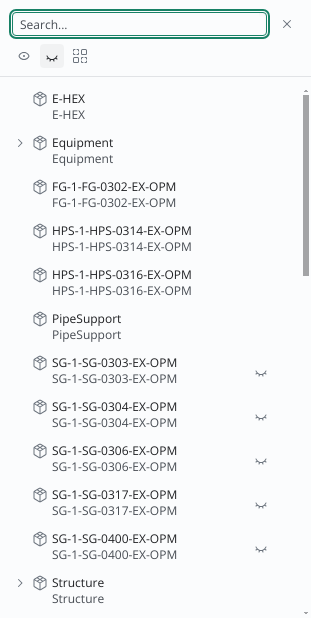 Search...
E-HEX
E-HEX
Equipment
Equipment
FG-1-FG-0302-EX-OPM
FG-1-FG-0302-EX-OPM
HPS-1-HPS-0314-EX-OPM
HPS-1-HPS-0314-EX-OPM
HPS-1-HPS-0316-EX-OPM
HPS-1-HPS-0316-EX-OPM
PipeSupport
PipeSupport
SG-1-SG-0303-EX-OPM
SG-1-SG-0303-EX-OPM
SG-1-SG-0304-EX-OPM
SG-1-SG-0304-EX-OPM
SG-1-SG-0306-EX-OPM
SG-1-SG-0306-EX-OPM
SG-1-SG-0317-EX-OPM
SG-1-SG-0317-EX-OPM
SG-1-SG-0400-EX-OPM
SG-1-SG-0400-EX-OPM
Structure
Structure